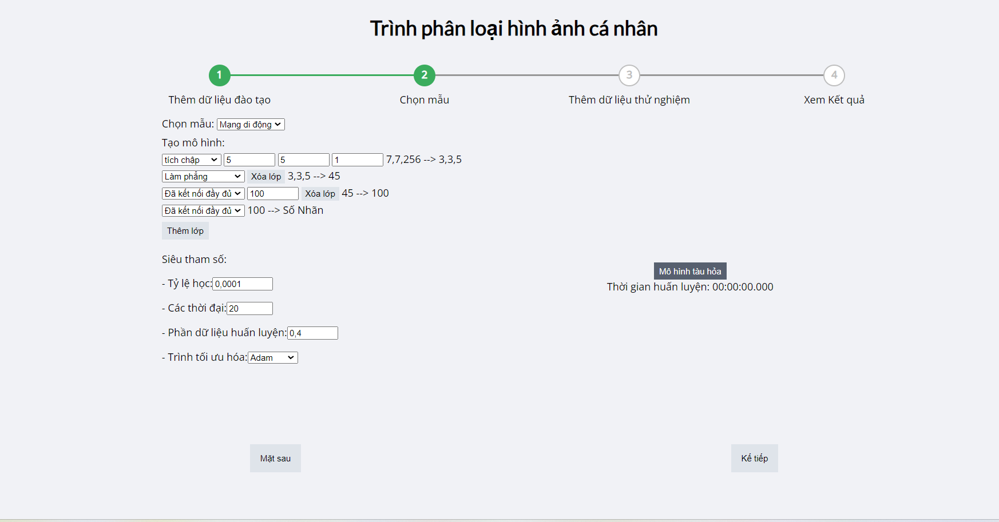 Trình phân loại hình ảnh cá nhân
1 2 3 4
Thêm dữ liệu đào tạo Chọn mẫu Thêm dữ liệu thử nghiệm Xem Kết quả
Chọn mẫu: Mạng di động
Tạo mô hình:
tích chập 5 5 1 7,7,256 --> 3,3,5
Làm phẳng Xóa lớp 3,3,5 --> 45
Đã kết nối đầy đủ 100 Xóa lớp 45 --> 100
Đã kết nối đầy đủ 100 --> Số Nhãn
Thêm lớp
Siêu tham số:
- Tỷ lệ học: 0,0001
- Các thời đại: 20
- Phần dữ liệu huấn luyện: 0,4
- Trình tối ưu hóa: Adam
Mô hình tàu hỏa
Thời gian huấn luyện: 00:00:00.000
Mặt sau Kế tiếp